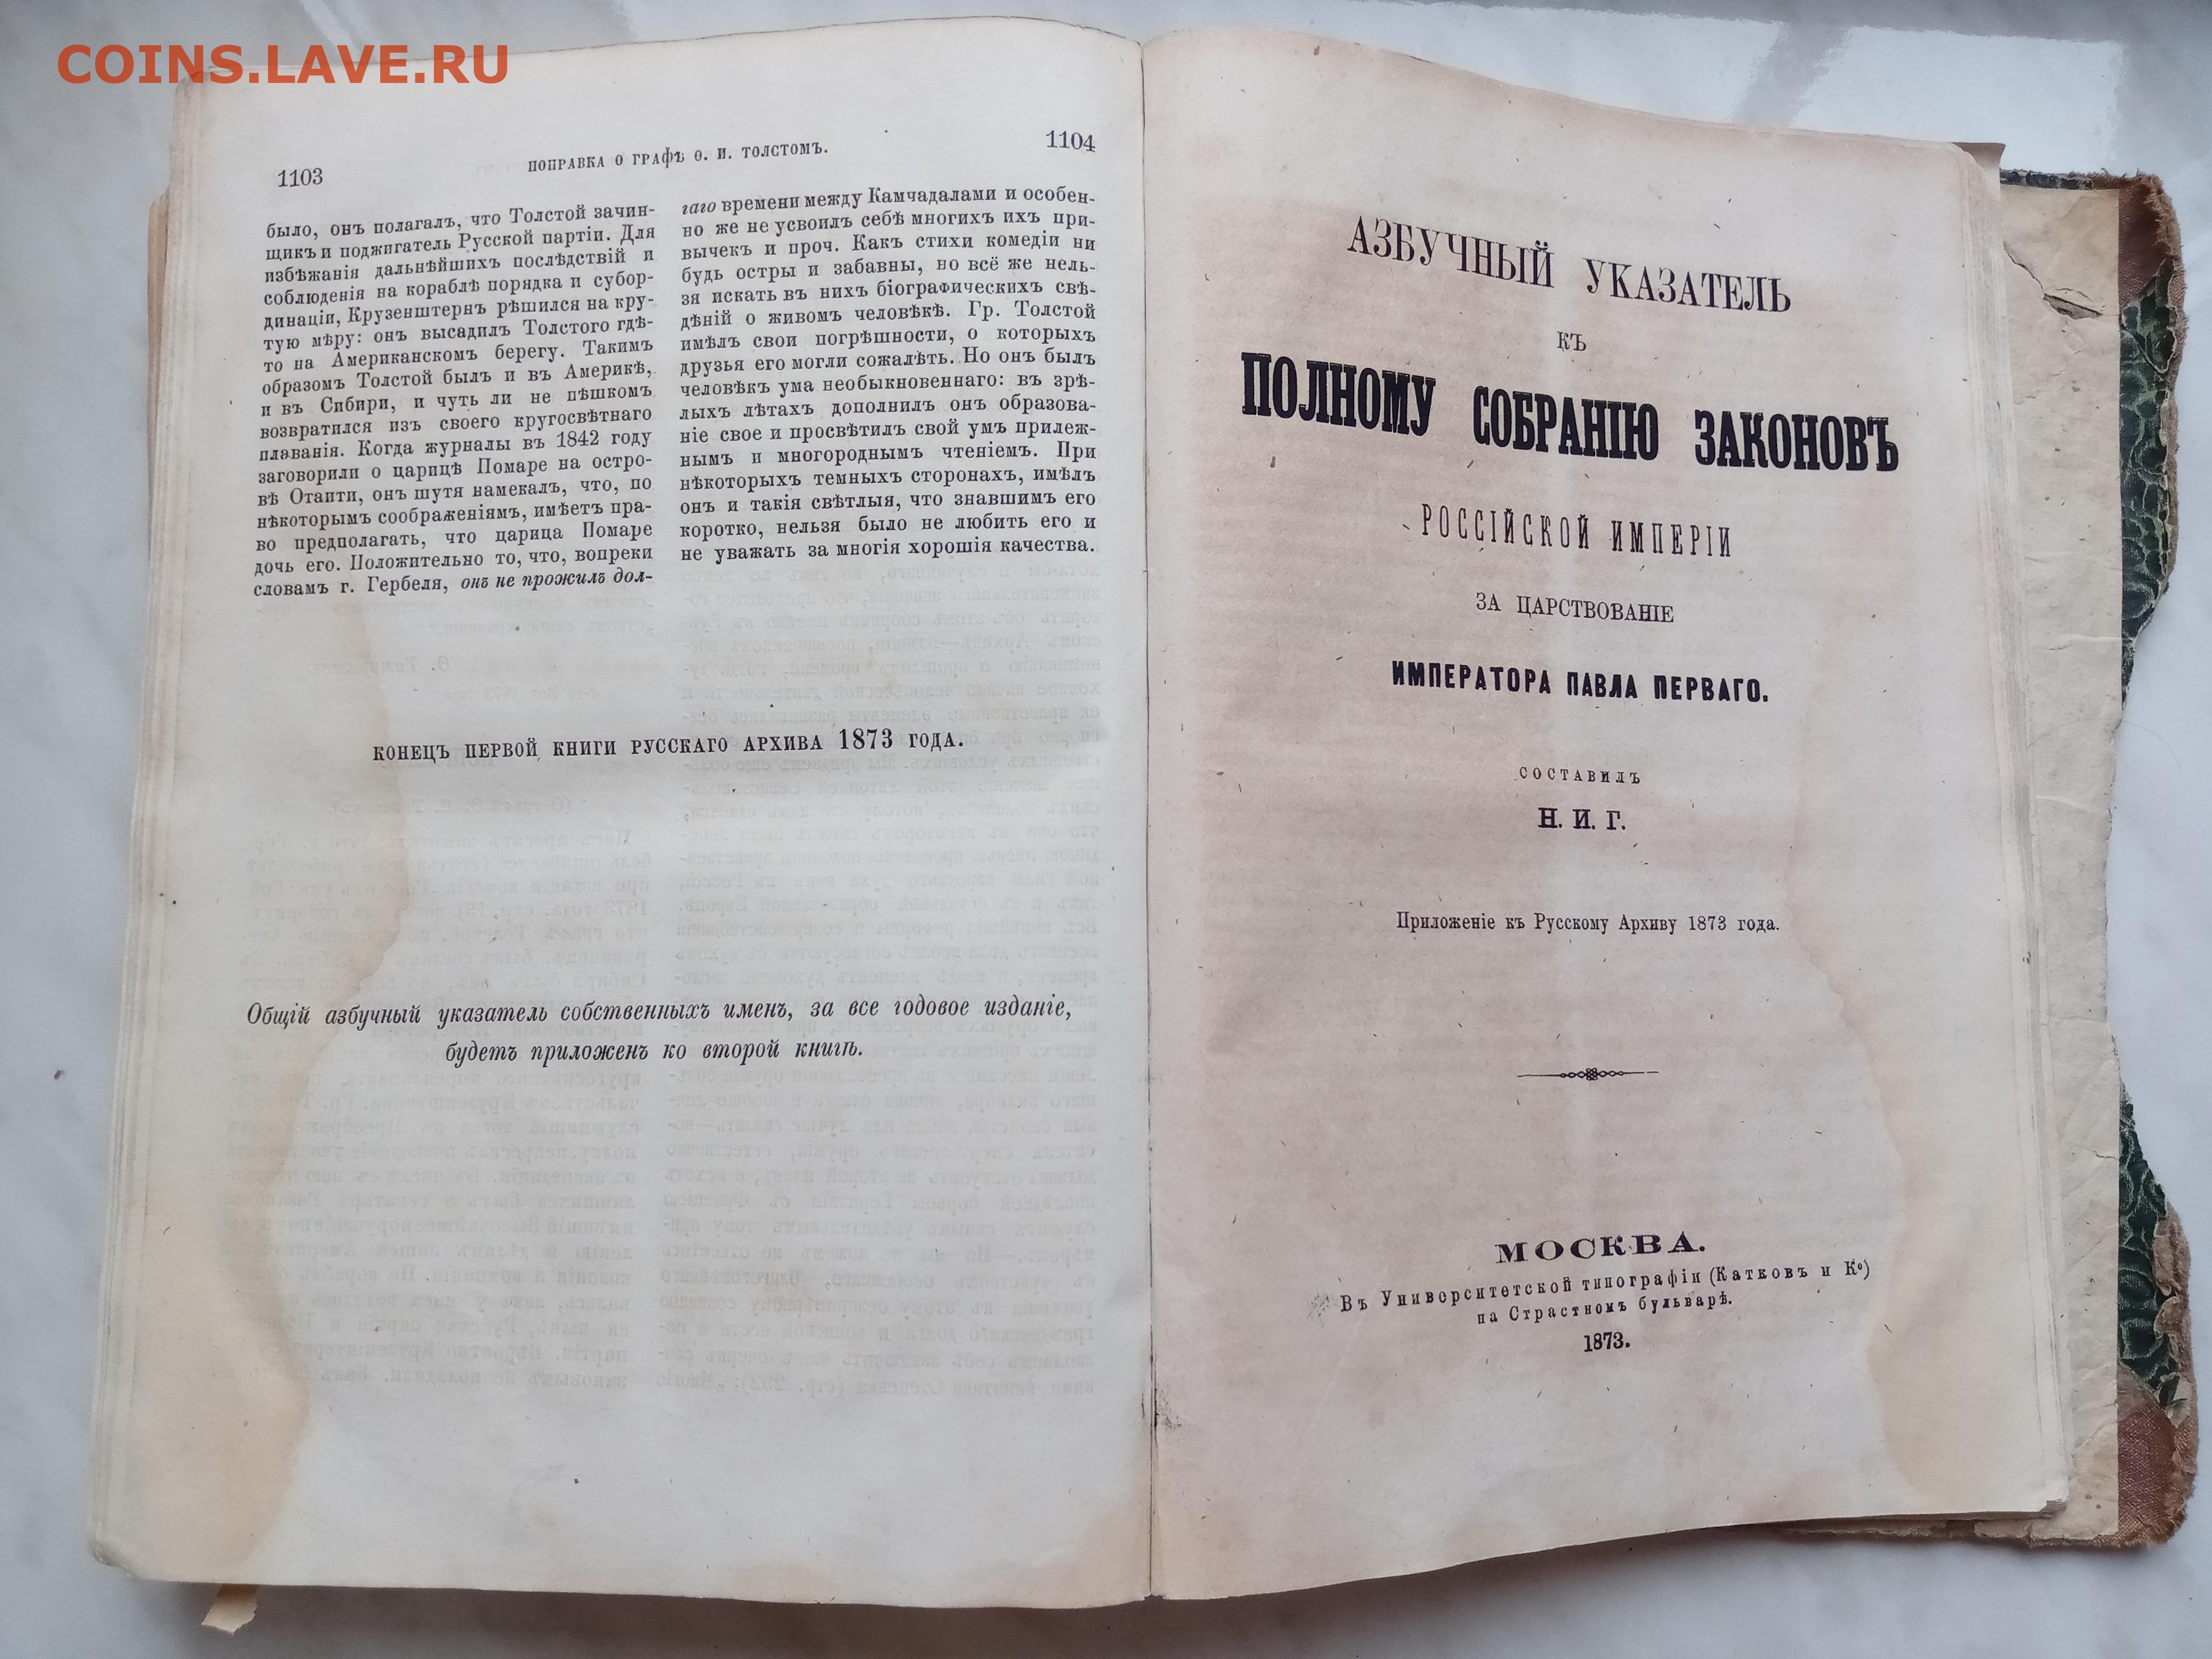 COINS.LAVE.RU
1103
ПОПРАВКА О ГРАФѢ Ѳ. И. ТОЛСТОМЪ.
1104
было, онъ полагалъ, что Толстой зачин-
щикъ и поджигатель Русской партіи. Для
избѣжанія дальнѣйшихъ послѣдствій и
соблюденія на кораблѣ порядка и субор-
динаціи, Крузенштернъ рѣшился на кру-
тую мѣру: онъ высадилъ Толстого гдѣ-
то на Американскомъ берегу. Такимъ
образомъ Толстой былъ и въ Америкѣ,
и въ Сибири, и чуть ли не пѣшкомъ
возвратился изъ своего кругосвѣтнаго
плаванія. Когда журналы въ 1842 году
заговорили о царицѣ Помаре на остро-
вѣ Отаити, онъ шутя намекалъ, что, по
нѣкоторымъ соображеніямъ, имѣетъ пра-
во предполагать, что царица Помаре
дочь его. Положительно то, что, вопреки
словамъ г. Гербеля, онъ не прожилъ дол-
гаго времени между Камчадалами и особен-
но же не усвоилъ себѣ многихъ ихъ при-
вычекъ и проч. Какъ стихи комедіи ни
будь остры и забавны, но всё же нель-
зя искать въ нихъ біографическихъ свѣ-
дѣній о живомъ человѣкѣ. Гр. Толстой
имѣлъ свои погрѣшности, о которыхъ
друзья его могли сожалѣть. Но онъ былъ
человѣкъ ума необыкновеннаго: въ зрѣ-
лыхъ лѣтахъ дополнилъ онъ образова-
ніе свое и просвѣтилъ свой умъ прилеж-
нымъ и многороднымъ чтеніемъ. При
нѣкоторыхъ темныхъ сторонахъ, имѣлъ
онъ и такія свѣтлыя, что знавшимъ его
коротко, нельзя было не любить его и
не уважать за многія хорошія качества.
КОНЕЦЪ ПЕРВОЙ КНИГИ РУССКАГО АРХИВА 1873 ГОДА.
Общій азбучный указатель собственныхъ именъ, за все годовое изданіе,
будетъ приложенъ ко второй книгѣ.
АЗБУЧНЫЙ УКАЗАТЕЛЬ
КЪ
ПОЛНОМУ СОБРАНІЮ ЗАКОНОВЪ
РОССІЙСКОЙ ИМПЕРІИ
ЗА ЦАРСТВОВАНІЕ
ИМПЕРАТОРА ПАВЛА ПЕРВАГО.
СОСТАВИЛЪ
Н. И. Г.
Приложеніе къ Русскому Архиву 1873 года.
МОСКВА.
Въ Университетской типографіи (Катковъ и К°)
на Страстномъ бульварѣ.
1873.